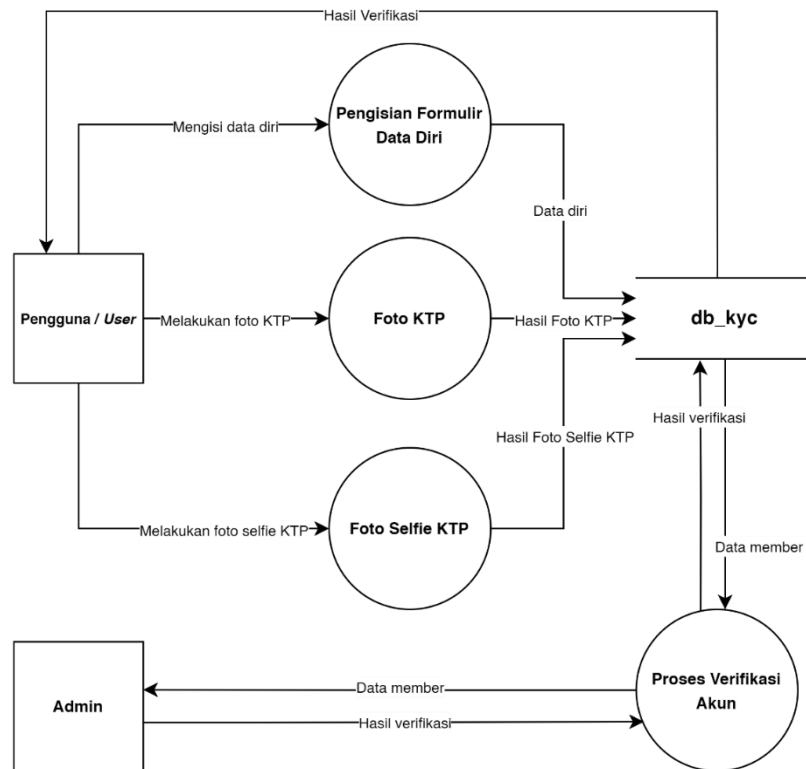 Hasil Verifikasi
Pengisian Formulir
Data Diri
Mengisi data diri
Data diri
Pengguna / User
Melakukan foto KTP
Foto KTP
Hasil Foto KTP
db_kyc
Hasil verifikasi
Hasil Foto Selfie KTP
Melakukan foto selfie KTP
Foto Selfie KTP
Data member
Admin
Data member
Hasil verifikasi
Proses Verifikasi
Akun